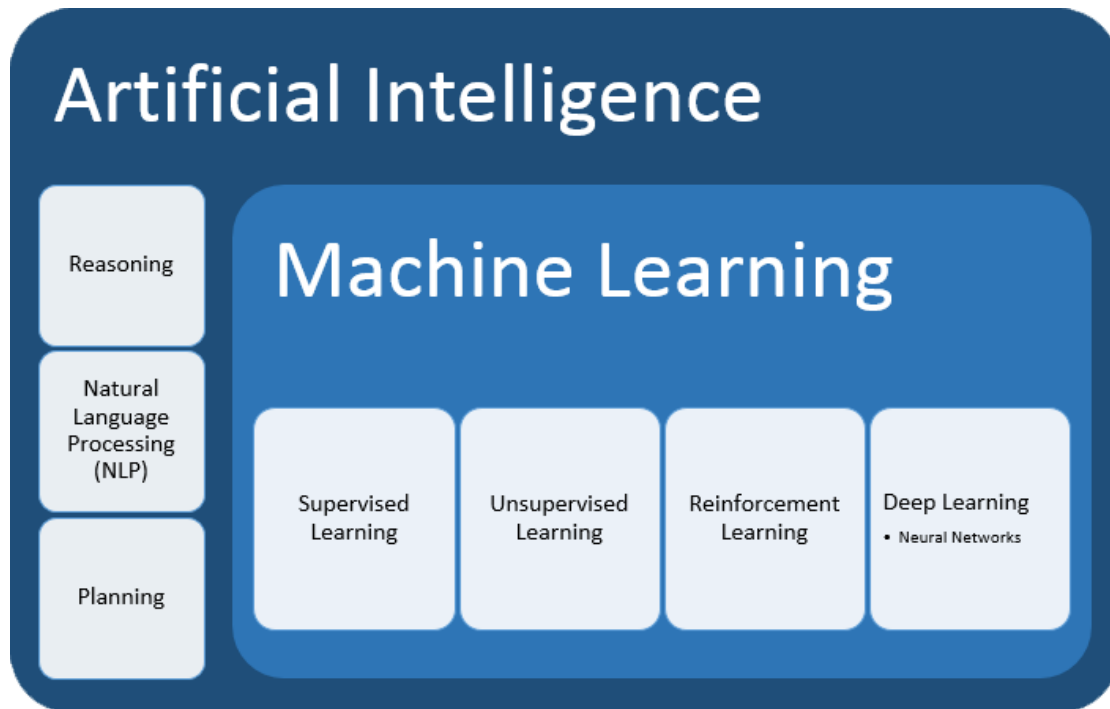 Artificial Intelligence
Reasoning
Natural
Language
Processing
(NLP)
Planning
Machine Learning
Supervised
Learning
Unsupervised
Learning
Reinforcement
Learning
Deep Learning
• Neural Networks